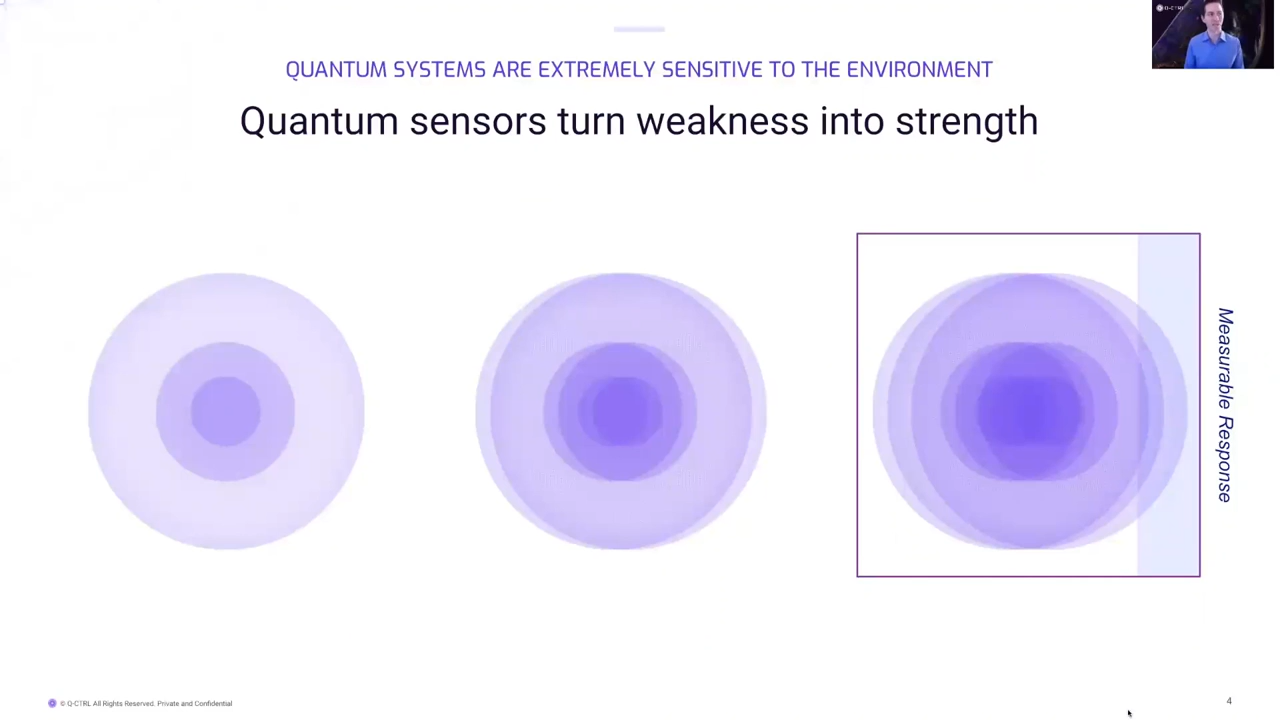 Q-CTRL
QUANTUM SYSTEMS ARE EXTREMELY SENSITIVE TO THE ENVIRONMENT
Quantum sensors turn weakness into strength
Measurable Response
© Q-CTRL All Rights Reserved. Private and Confidential
4